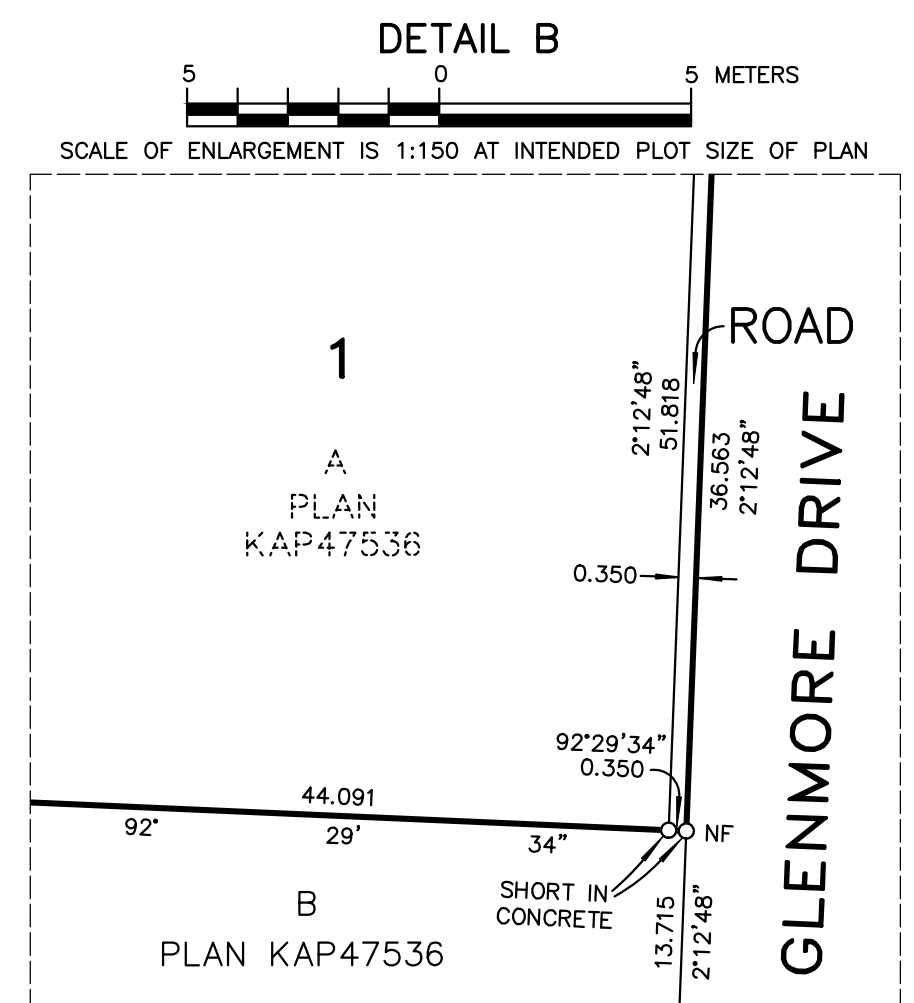 DETAIL B
5 0 5 METERS
SCALE OF ENLARGEMENT IS 1:150 AT INTENDED PLOT SIZE OF PLAN
ROAD
1
2°12'48"
51.818
36.563
2°12'48"
GLENMORE DRIVE
A
PLAN
KAP47536
0.350
92°29'34"
0.350
44.091
92° 29' 34"
NF
SHORT IN
CONCRETE
13.715
2°12'48"
B
PLAN KAP47536